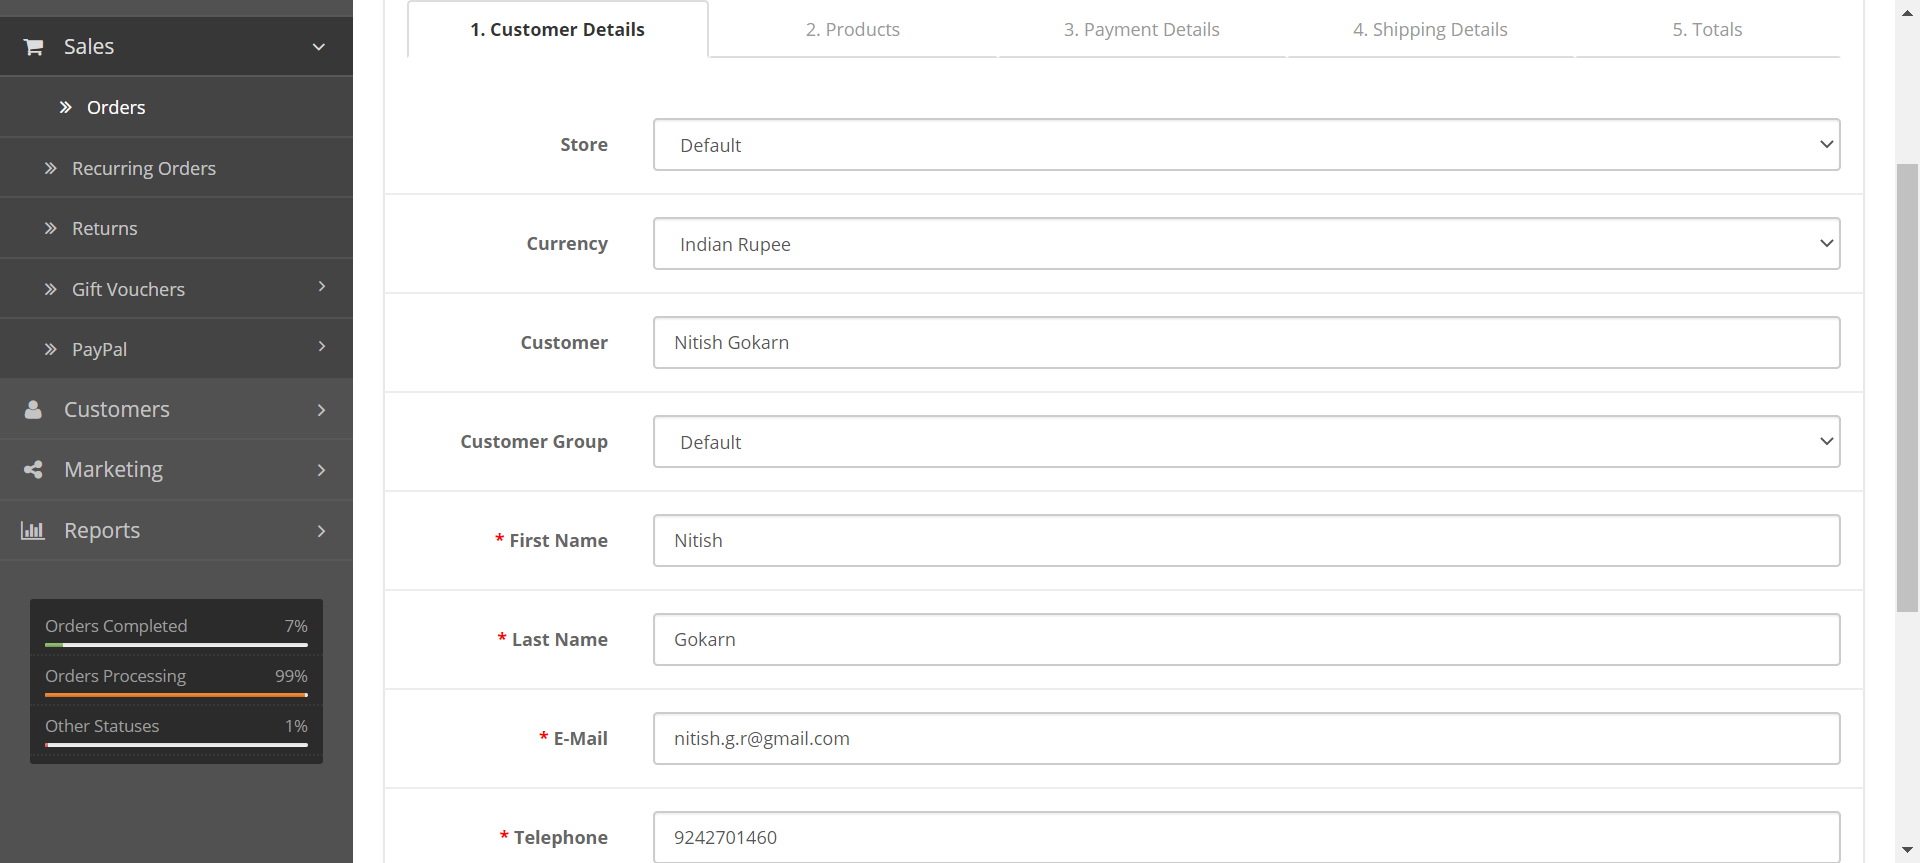 Sales
Orders
Recurring Orders
Returns
Gift Vouchers
PayPal
Customers
Marketing
Reports
Orders Completed 7%
Orders Processing 99%
Other Statuses 1%
1. Customer Details 2. Products 3. Payment Details 4. Shipping Details 5. Totals
Store Default
Currency Indian Rupee
Customer Nitish Gokarn
Customer Group Default
* First Name Nitish
* Last Name Gokarn
* E-Mail nitish.g.r@gmail.com
* Telephone 9242701460